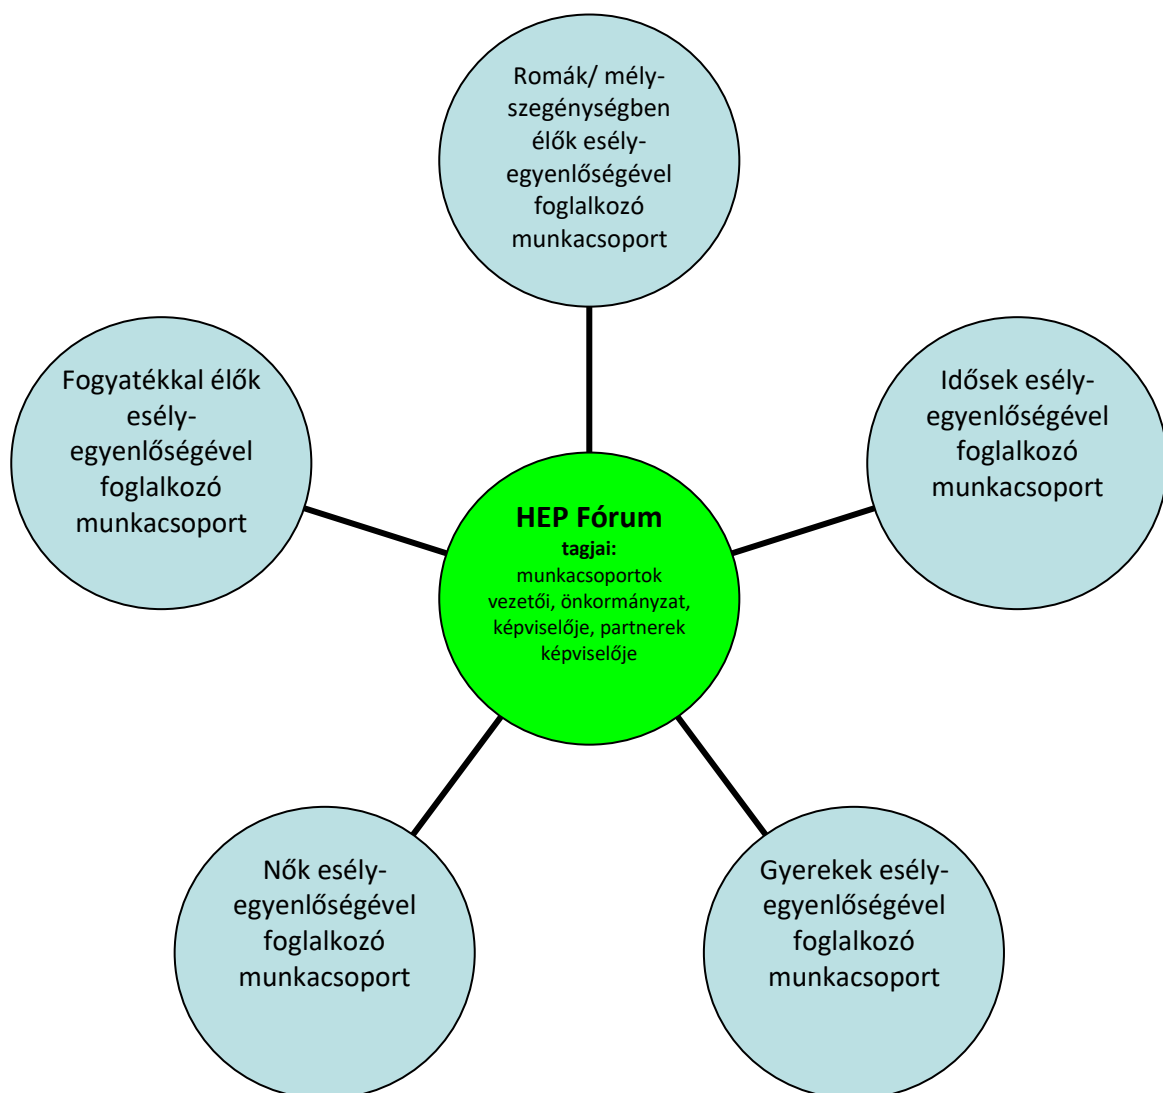 Romák/ mély-
szegénységben
élők esély-
egyenlőségével
foglalkozó
munkacsoport
Fogyatékkal élők
esély-
egyenlőségével
foglalkozó
munkacsoport
Idősek esély-
egyenlőségével
foglalkozó
munkacsoport
HEP Fórum
tagjai:
munkacsoportok
vezetői, önkormányzat,
képviselője, partnerek
képviselője
Nők esély-
egyenlőségével
foglalkozó
munkacsoport
Gyerekek esély-
egyenlőségével
foglalkozó
munkacsoport